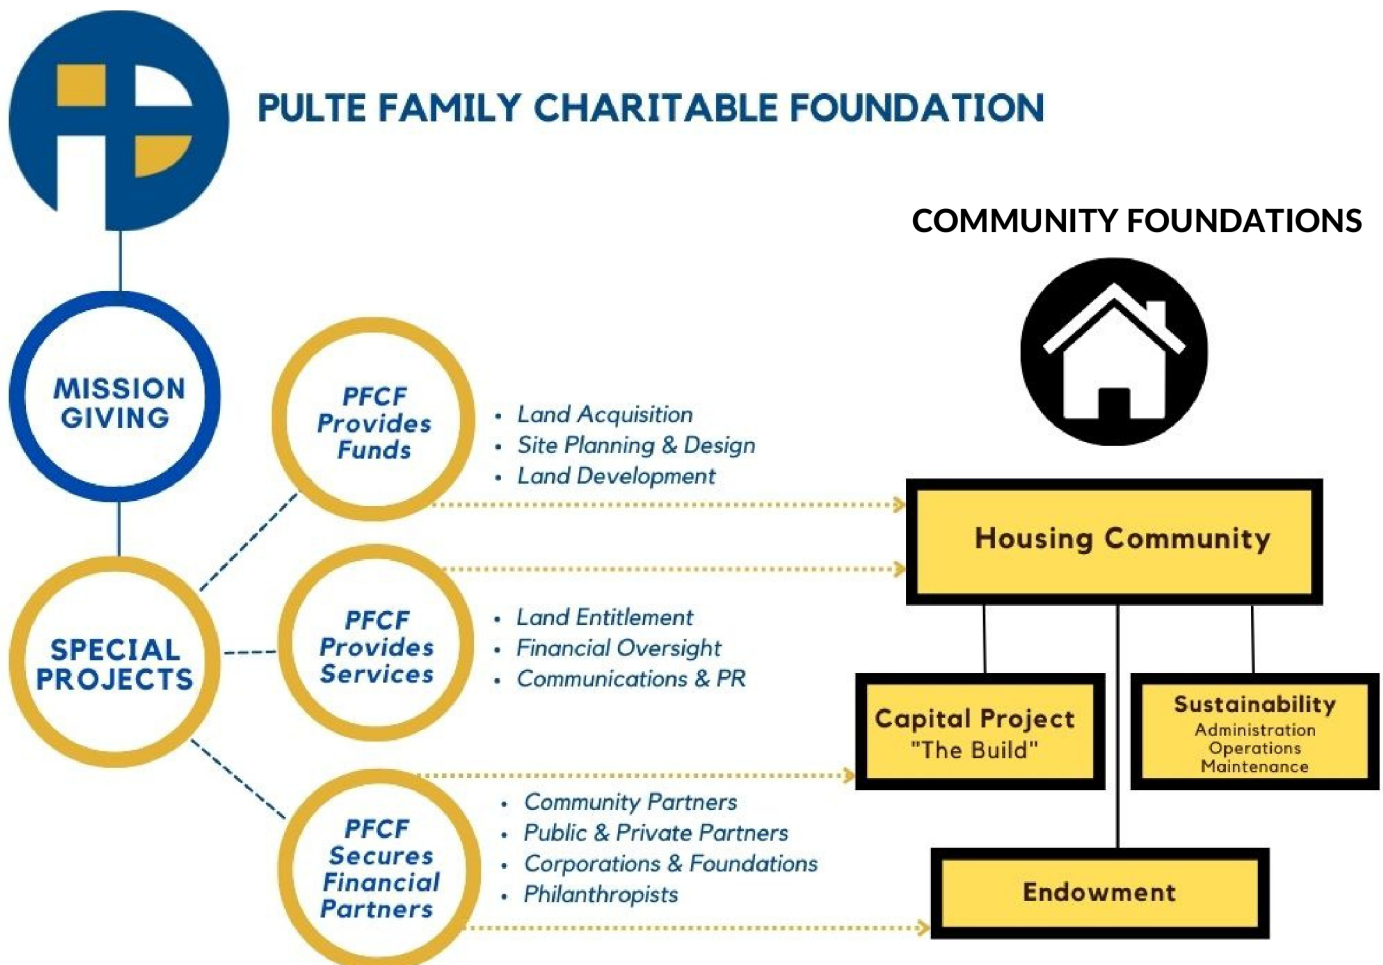 PULTE FAMILY CHARITABLE FOUNDATION
COMMUNITY FOUNDATIONS
MISSION
GIVING
SPECIAL
PROJECTS
PFCF
Provides
Funds
• Land Acquisition
• Site Planning & Design
• Land Development
PFCF
Provides
Services
• Land Entitlement
• Financial Oversight
• Communications & PR
PFCF
Secures
Financial
Partners
• Community Partners
• Public & Private Partners
• Corporations & Foundations
• Philanthropists
Housing Community
Capital Project
"The Build"
Sustainability
Administration
Operations
Maintenance
Endowment